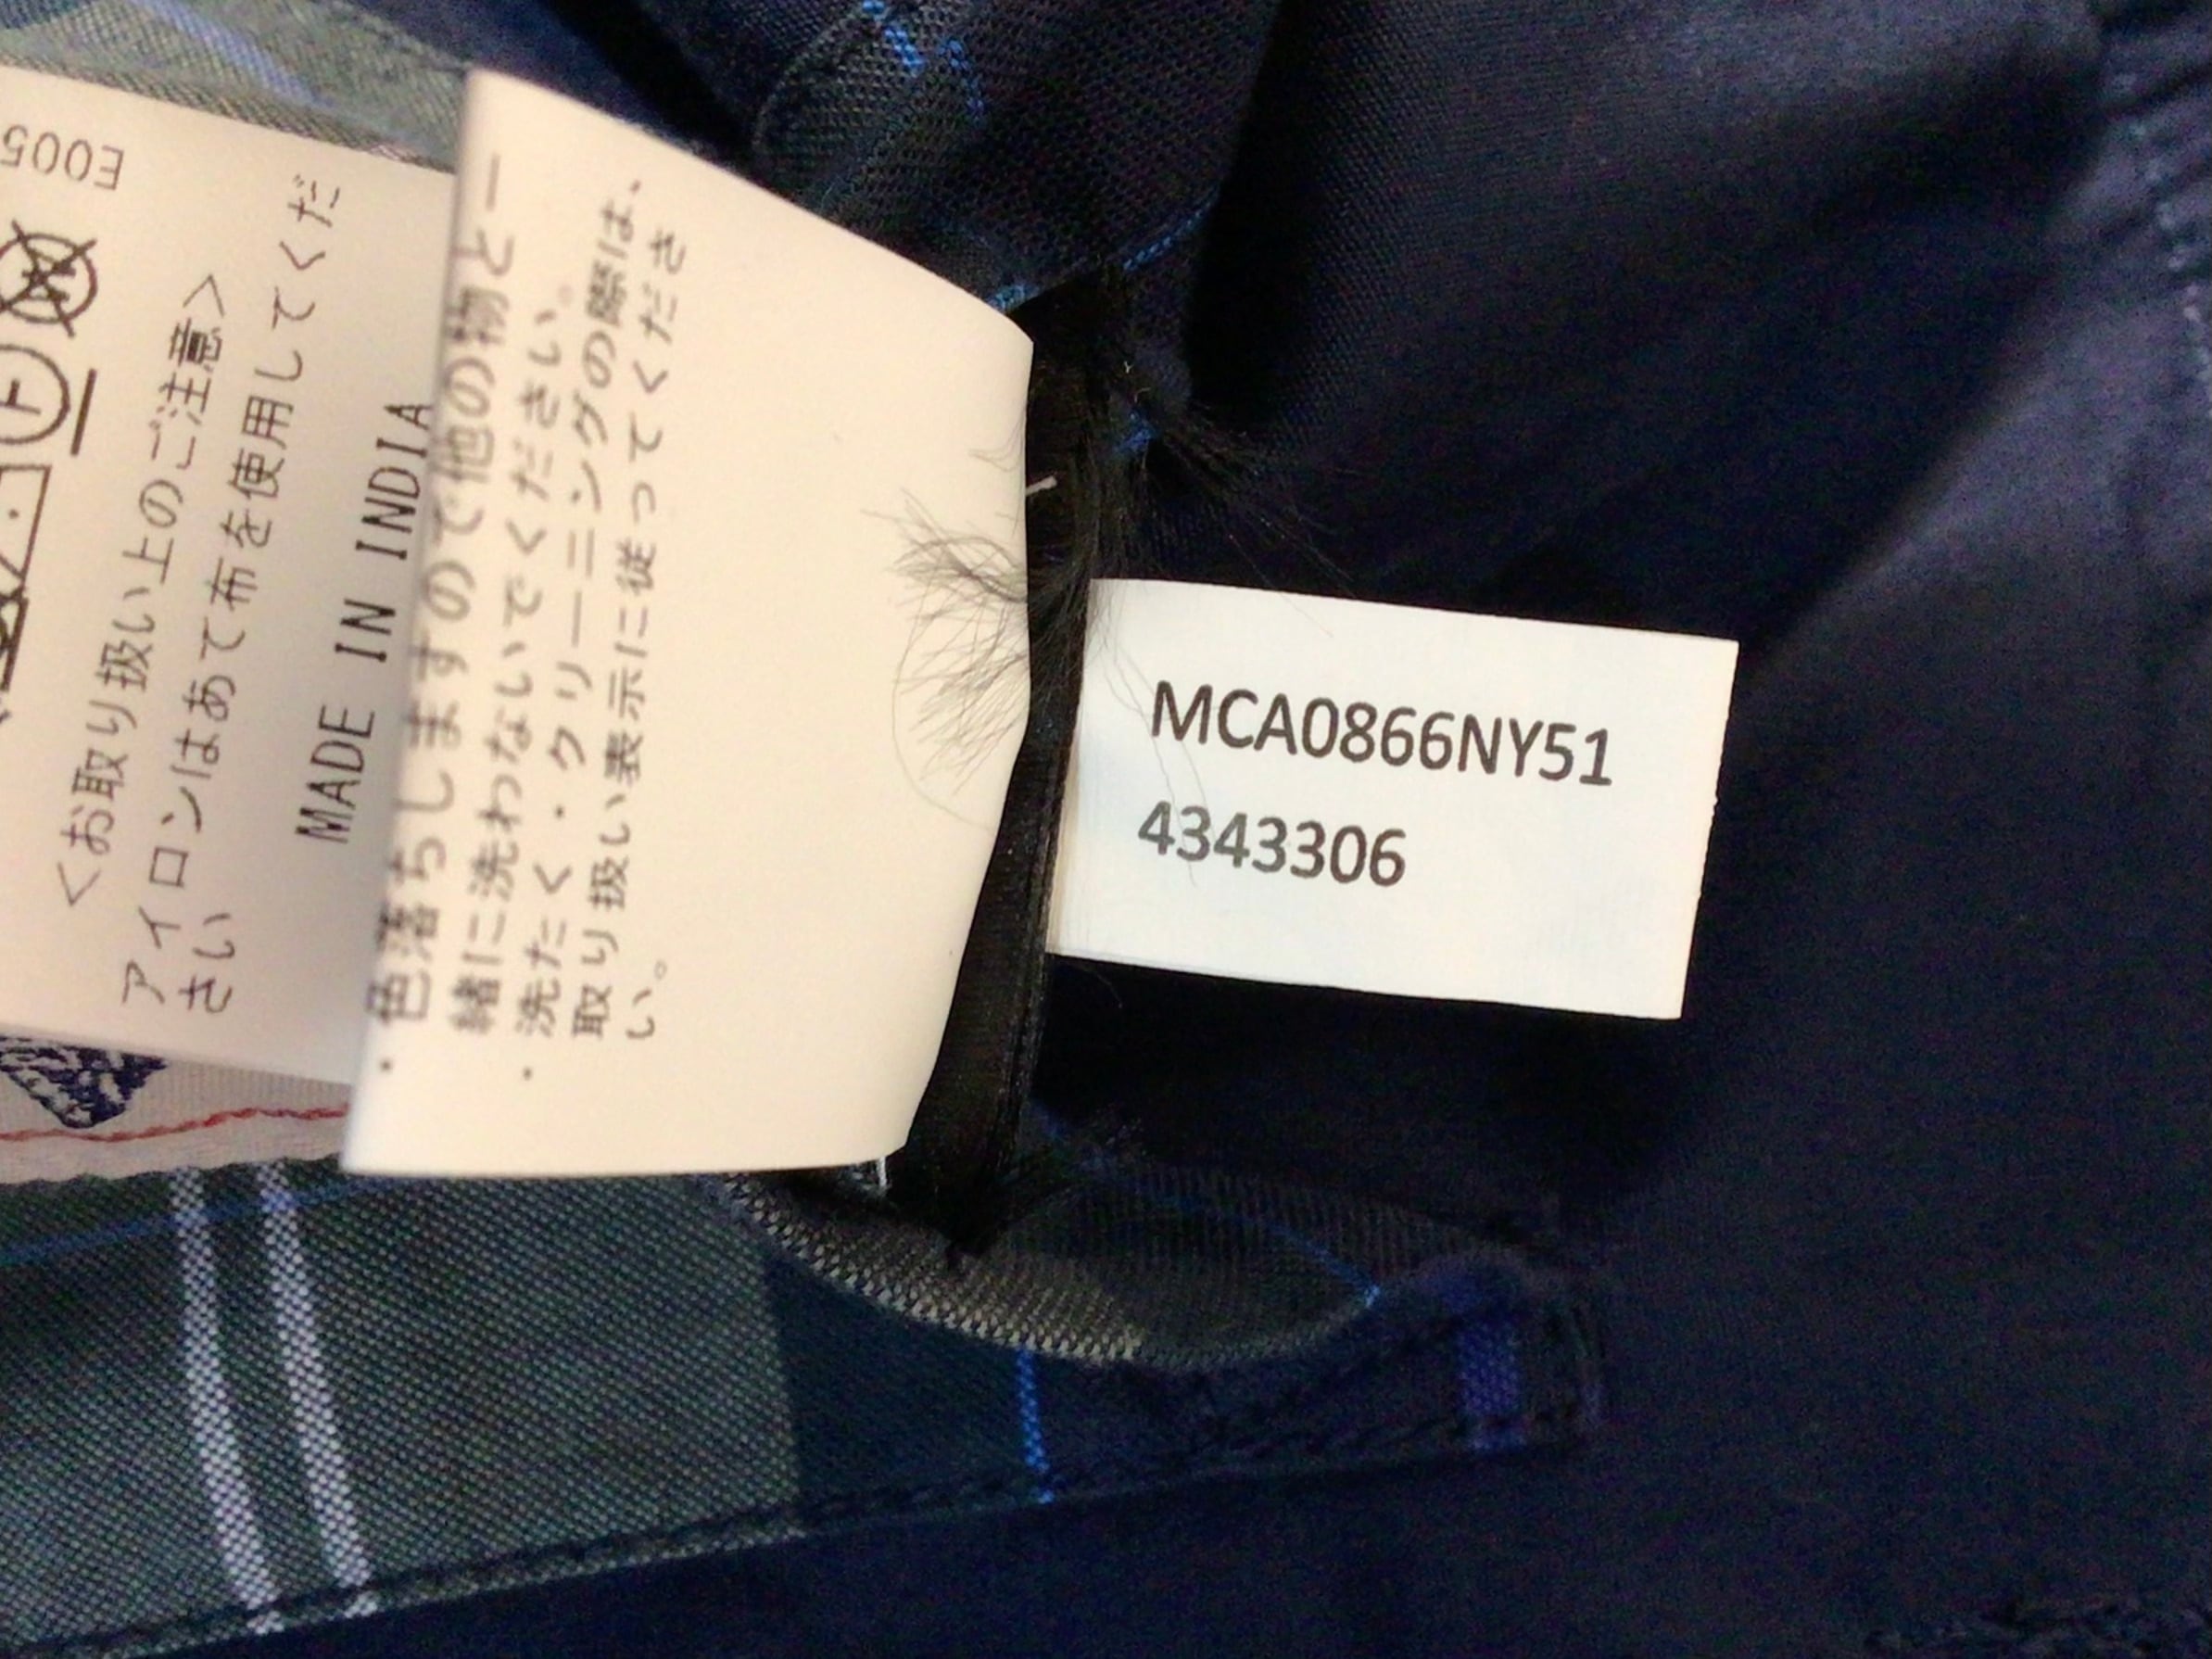 E005
<お取り扱い上のご注意>
アイロンはあて布を使用してくだ
さい
MADE IN INDIA
・色落ちしますので他の物と一
緒に洗わないでください。
・洗たく・クリーニングの際は、
取り扱い表示に従ってくださ
い。
MCA0866NY51
4343306